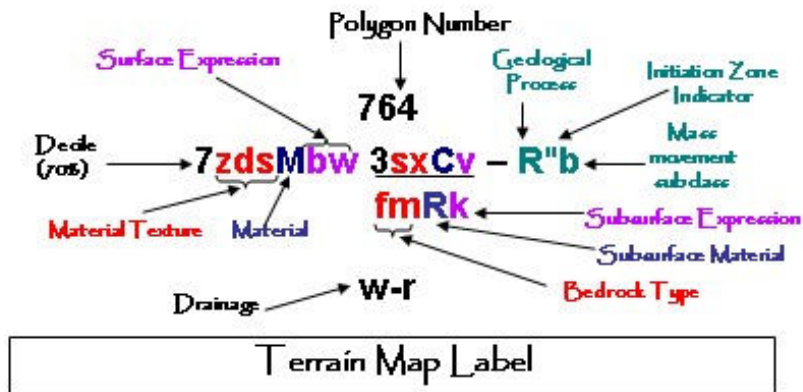 Polygon Number
Surface Expression
Geological Process
Initiation Zone Indicator
764
Decile (70%)
7zdsMbw 3sxCv – R"b
Mass movement subclass
Material Texture
Material
fmRk
Subsurface Expression
Subsurface Material
Bedrock Type
Drainage
w-r
Terrain Map Label